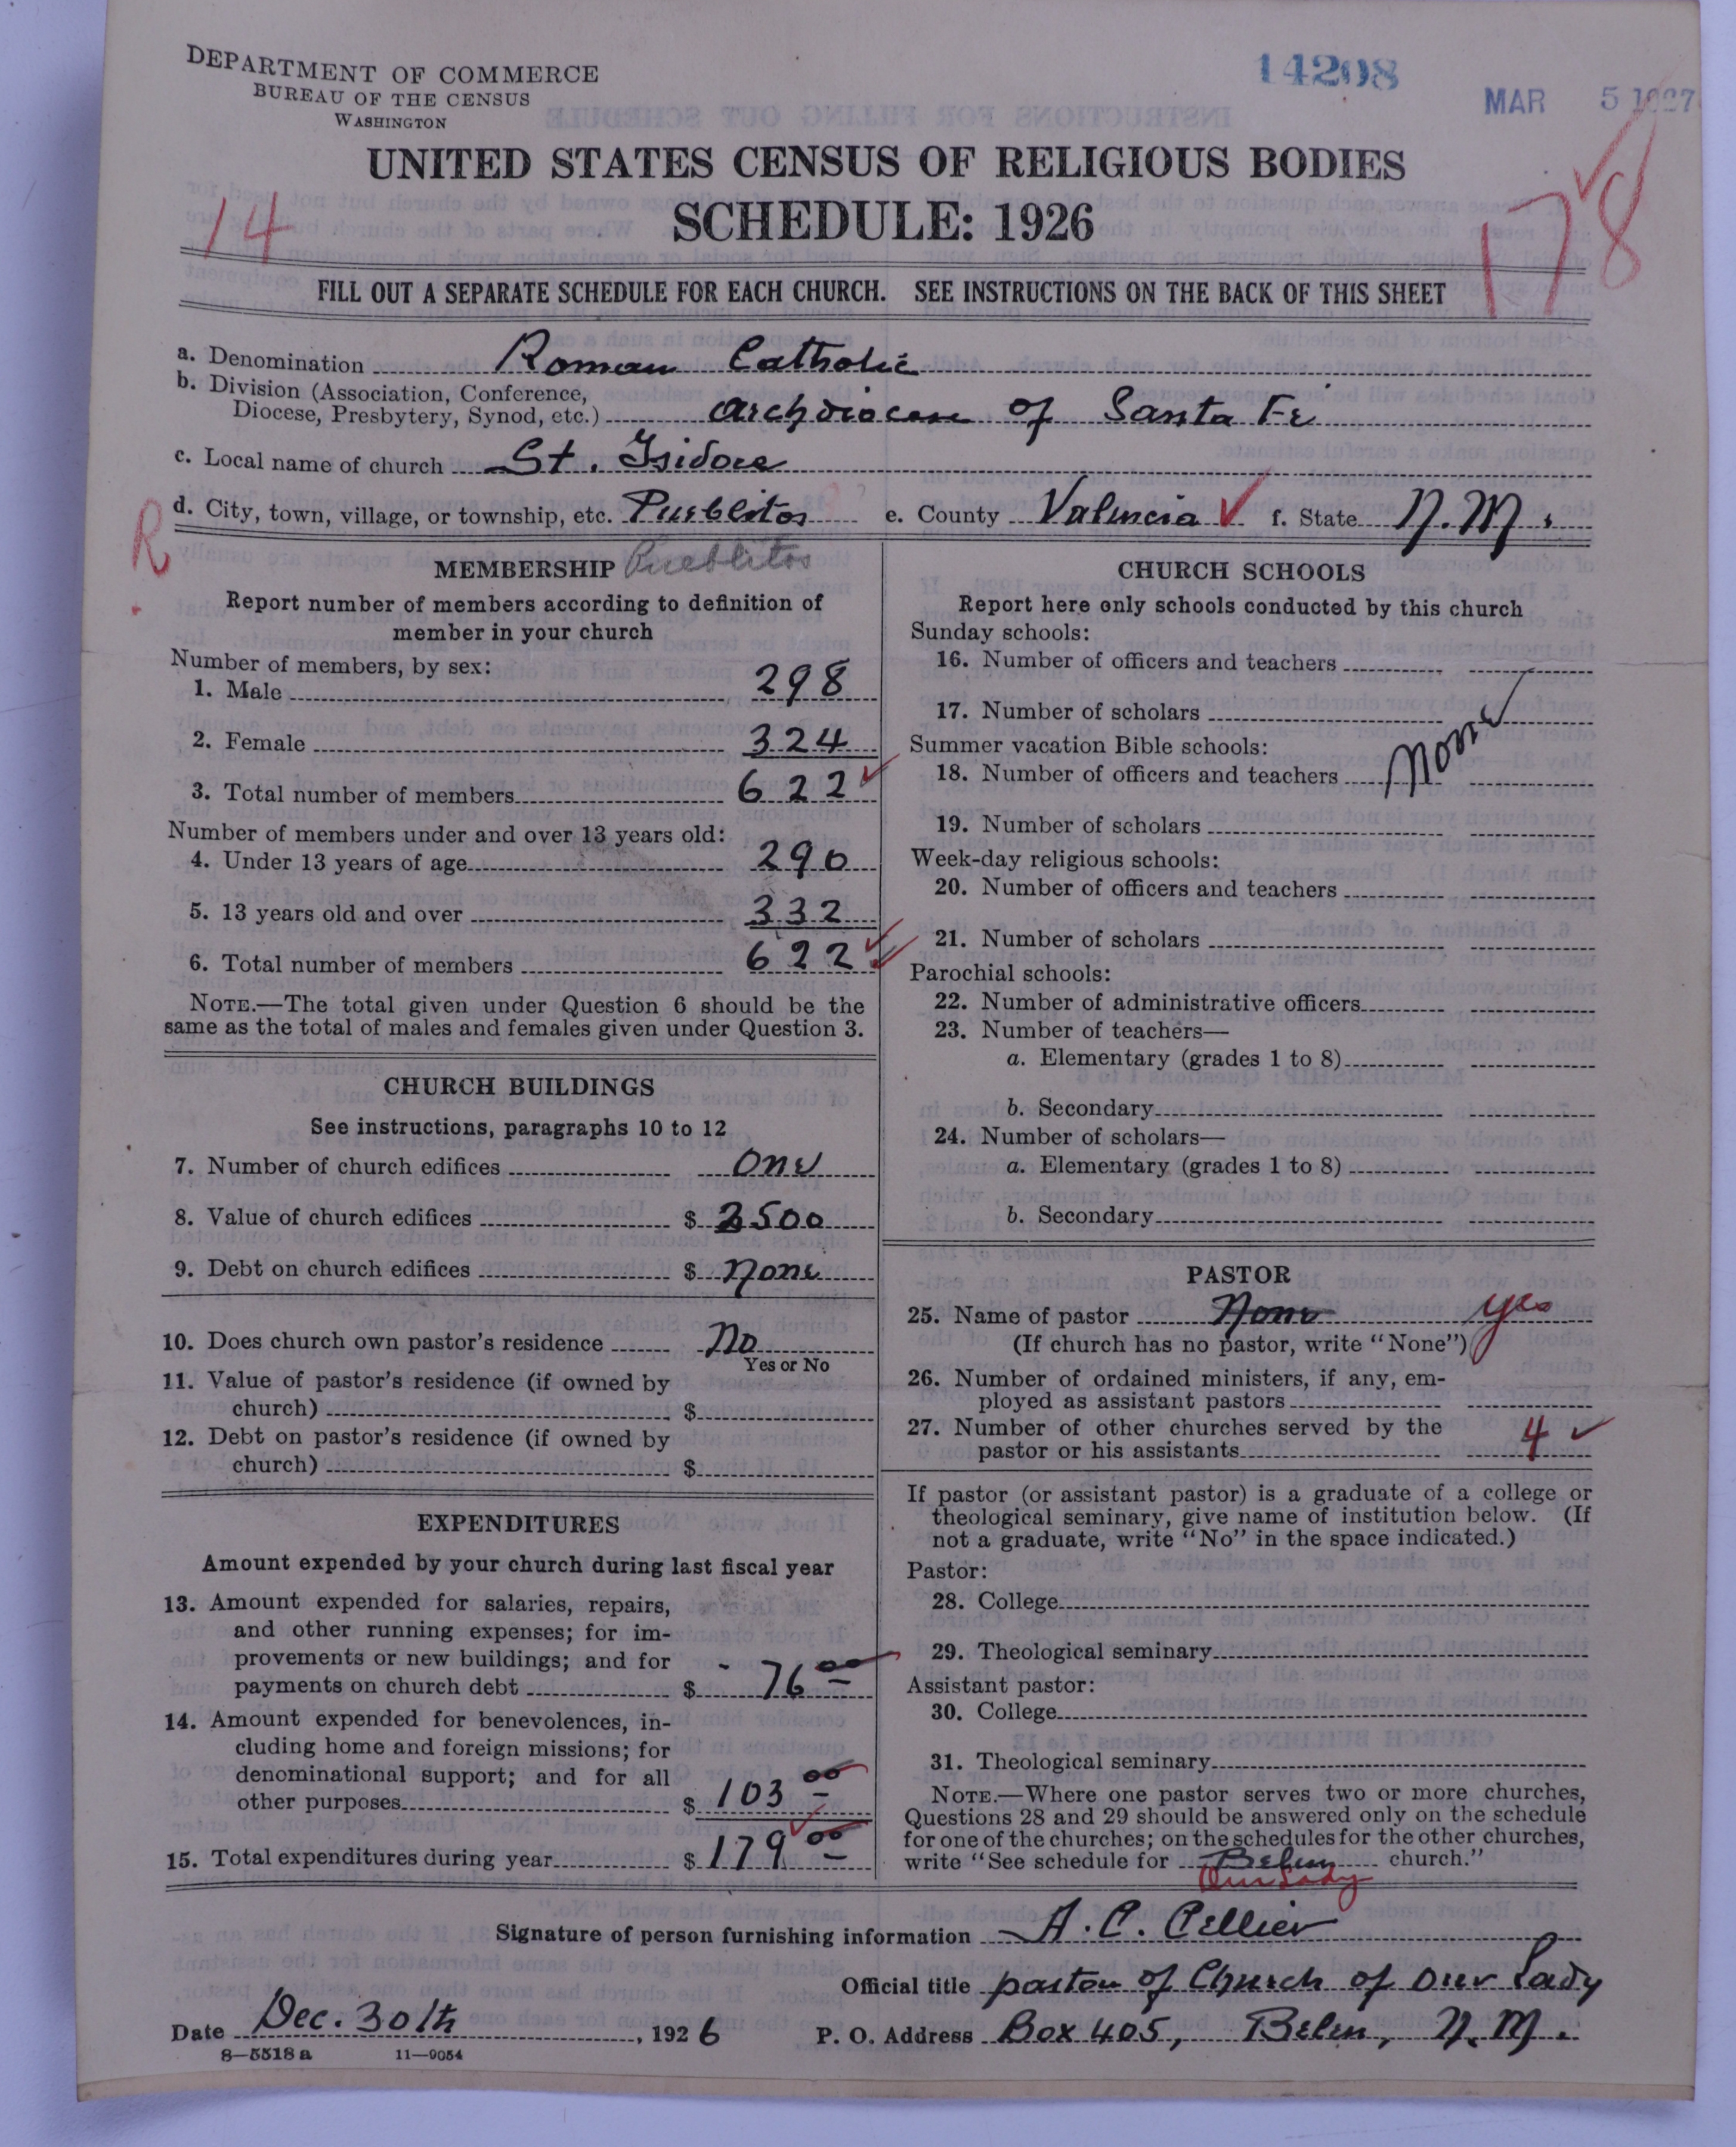 DEPARTMENT OF COMMERCE
BUREAU OF THE CENSUS
WASHINGTON
14208
MAR 5 1927
UNITED STATES CENSUS OF RELIGIOUS BODIES
SCHEDULE: 1926
14
178
FILL OUT A SEPARATE SCHEDULE FOR EACH CHURCH. SEE INSTRUCTIONS ON THE BACK OF THIS SHEET
a. Denomination Roman Catholic
b. Division (Association, Conference,
Diocese, Presbytery, Synod, etc.) Archdiocese of Santa Fe
c. Local name of church St. Isidore
d. City, town, village, or township, etc. Pueblitos e. County Valencia f. State N.M.
R
MEMBERSHIP Pueblitos
Report number of members according to definition of
member in your church
Number of members, by sex:
1. Male 298
2. Female 324
3. Total number of members 622
Number of members under and over 13 years old:
4. Under 13 years of age 290
5. 13 years old and over 332
6. Total number of members 622
NOTE.—The total given under Question 6 should be the
same as the total of males and females given under Question 3.
CHURCH BUILDINGS
See instructions, paragraphs 10 to 12
7. Number of church edifices One
8. Value of church edifices $ 3500
9. Debt on church edifices $ None
10. Does church own pastor's residence No
Yes or No
11. Value of pastor's residence (if owned by
church) $
12. Debt on pastor's residence (if owned by
church) $
EXPENDITURES
Amount expended by your church during last fiscal year
13. Amount expended for salaries, repairs,
and other running expenses; for im-
provements or new buildings; and for
payments on church debt $ 76 00
14. Amount expended for benevolences, in-
cluding home and foreign missions; for
denominational support; and for all
other purposes $ 103 00
15. Total expenditures during year $ 179 00
CHURCH SCHOOLS
Report here only schools conducted by this church
Sunday schools:
16. Number of officers and teachers
17. Number of scholars
Summer vacation Bible schools:
18. Number of officers and teachers None
19. Number of scholars
Week-day religious schools:
20. Number of officers and teachers
21. Number of scholars
Parochial schools:
22. Number of administrative officers
23. Number of teachers—
a. Elementary (grades 1 to 8)
b. Secondary
24. Number of scholars—
a. Elementary (grades 1 to 8)
b. Secondary
PASTOR
25. Name of pastor None yes
(If church has no pastor, write "None")
26. Number of ordained ministers, if any, em-
ployed as assistant pastors
27. Number of other churches served by the
pastor or his assistants 4
If pastor (or assistant pastor) is a graduate of a college or
theological seminary, give name of institution below. (If
not a graduate, write "No" in the space indicated.)
Pastor:
28. College
29. Theological seminary
Assistant pastor:
30. College
31. Theological seminary
NOTE.—Where one pastor serves two or more churches,
Questions 28 and 29 should be answered only on the schedule
for one of the churches; on the schedules for the other churches,
write "See schedule for Belen church."
Our Lady
Signature of person furnishing information A. C. Cellier
Official title pastor of Church of Our Lady
Date Dec. 30th, 1926 P. O. Address Box 405, Belen, N.M.
8—5518 a 11—9054